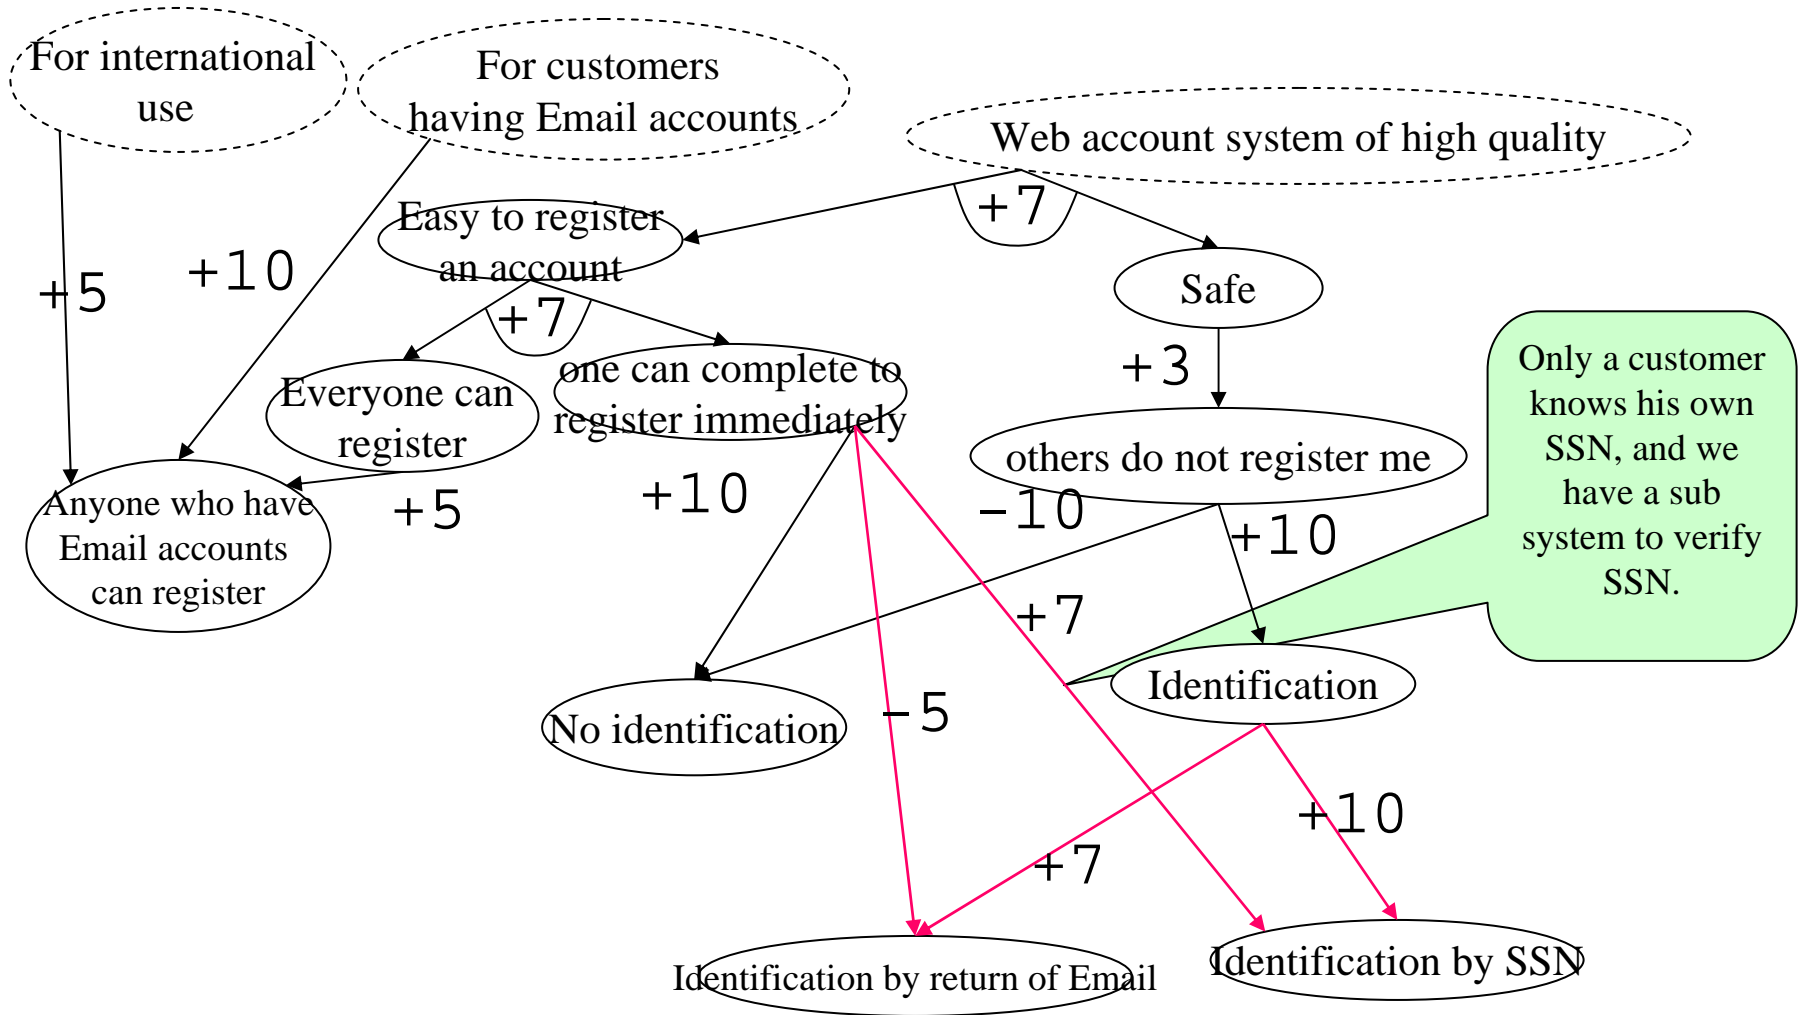 For international
use
For customers
having Email accounts
Web account system of high quality
+7
Easy to register
an account
Safe
+5
+10
+7
+3
Everyone can
register
one can complete to
register immediately
others do not register me
Only a customer
knows his own
SSN, and we
have a sub
system to verify
SSN.
Anyone who have
Email accounts
can register
+5
+10
-10
+10
+7
Identification
No identification
-5
+10
+7
Identification by return of Email
Identification by SSN